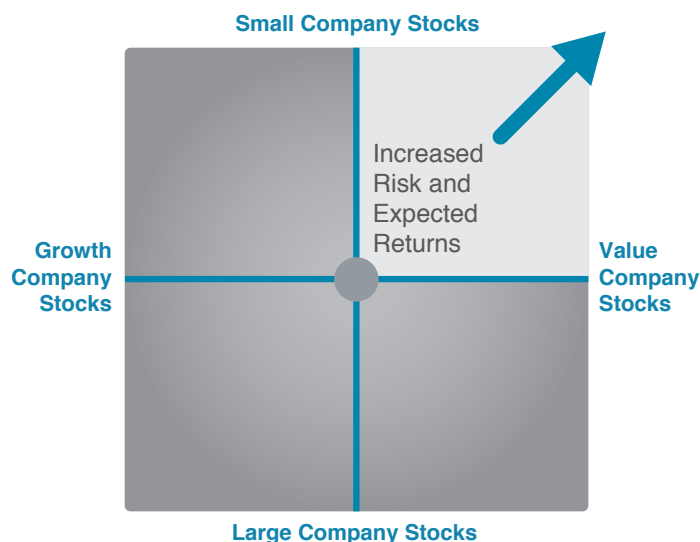 Small Company Stocks
Increased
Risk and
Expected
Returns
Growth
Company
Stocks
Value
Company
Stocks
Large Company Stocks